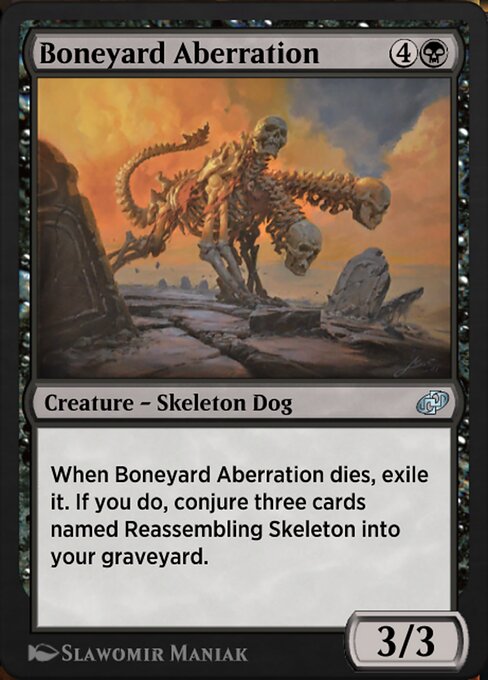 Boneyard Aberration 4
Creature – Skeleton Dog
When Boneyard Aberration dies, exile
it. If you do, conjure three cards
named Reassembling Skeleton into
your graveyard.
3/3
Slawomir Maniak